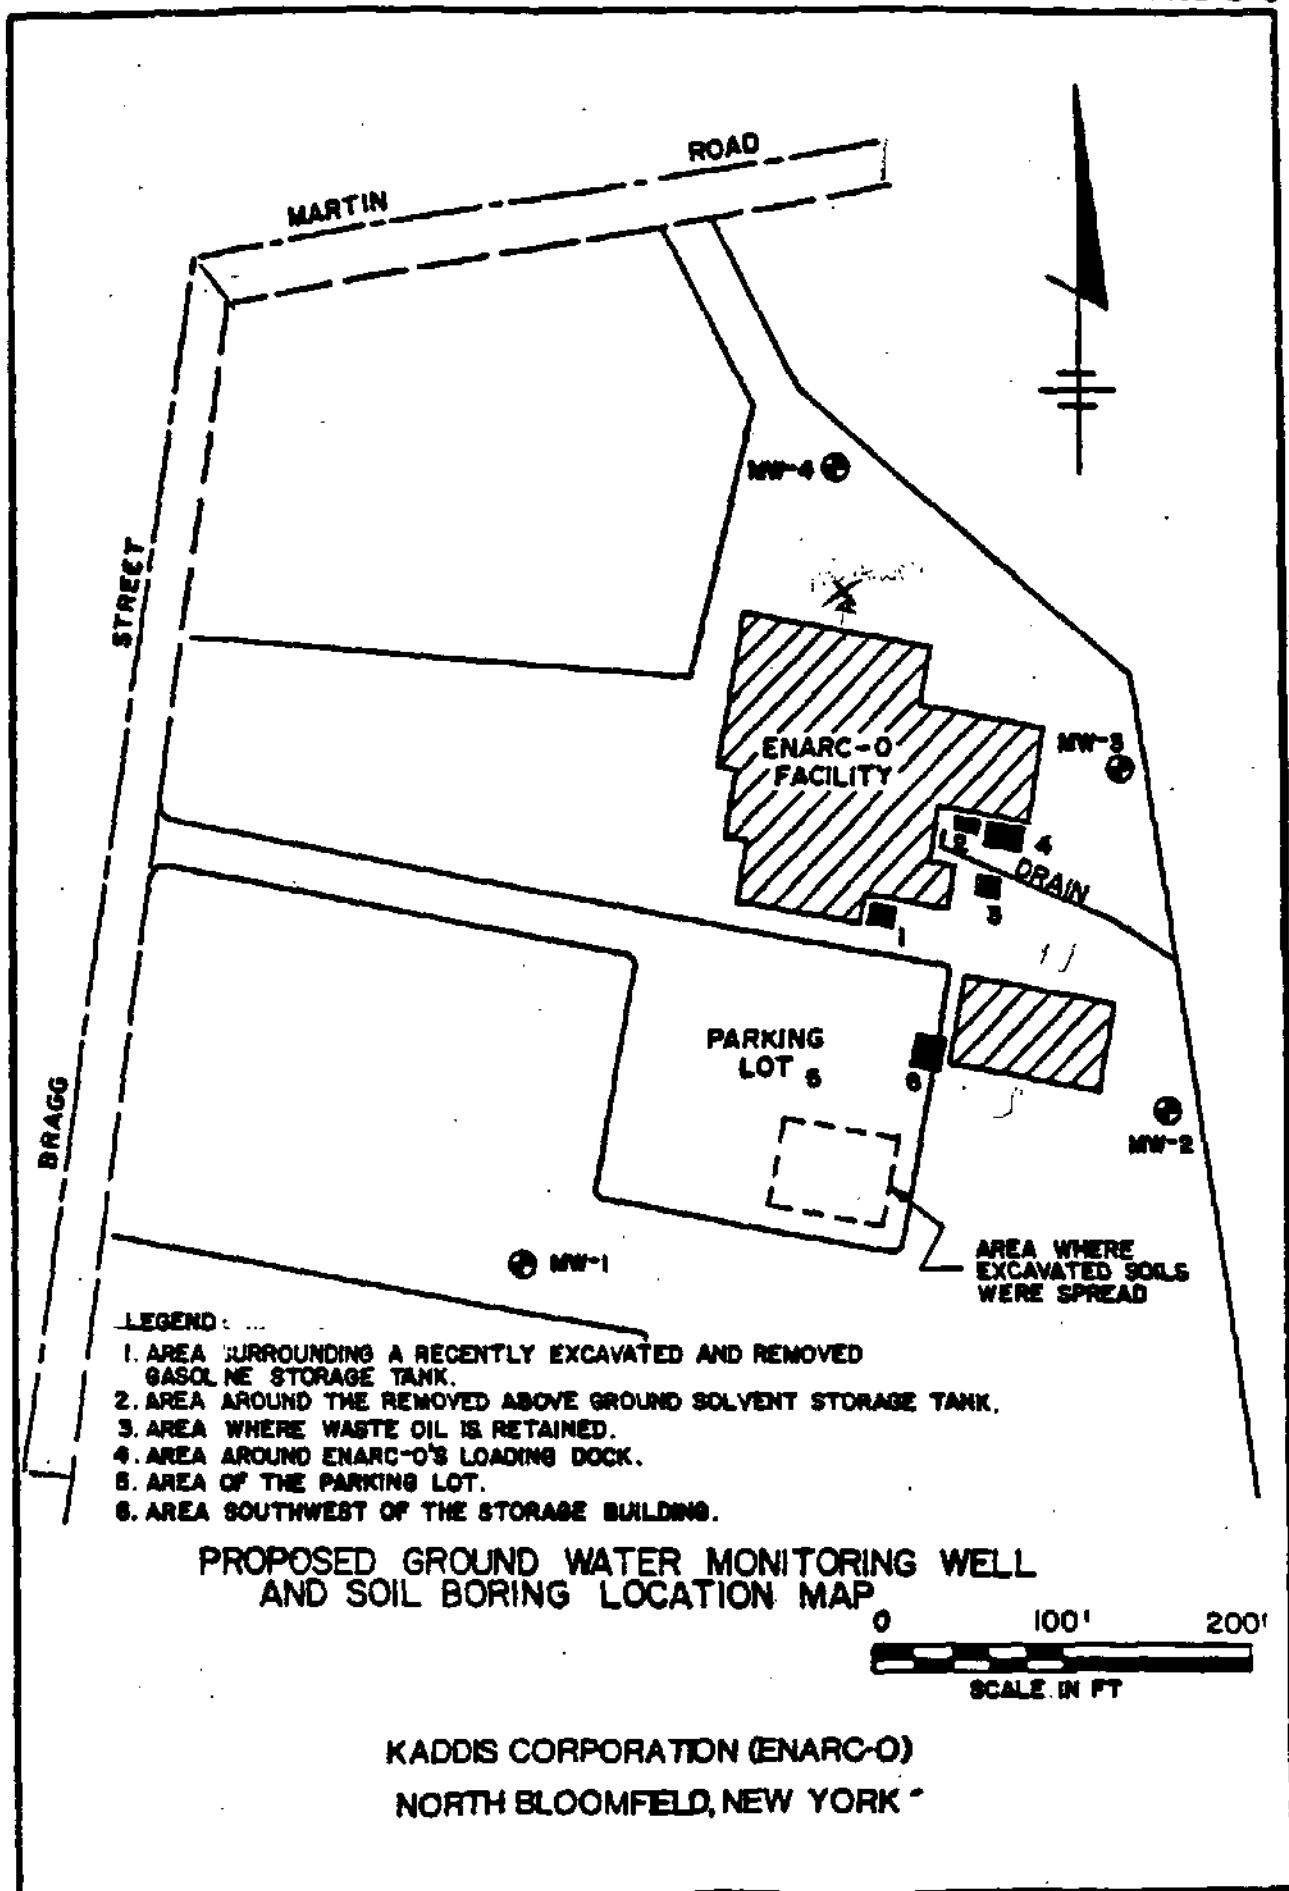 MARTIN ROAD
MW-4
STREET
ENARC-O
FACILITY
MW-3
2
4
DRAIN
3
1
PARKING
LOT 5
6
BRAGG
MW-2
AREA WHERE
EXCAVATED SOILS
WERE SPREAD
MW-1
LEGEND:
1. AREA SURROUNDING A RECENTLY EXCAVATED AND REMOVED
GASOLINE STORAGE TANK.
2. AREA AROUND THE REMOVED ABOVE GROUND SOLVENT STORAGE TANK.
3. AREA WHERE WASTE OIL IS RETAINED.
4. AREA AROUND ENARC-O'S LOADING DOCK.
5. AREA OF THE PARKING LOT.
6. AREA SOUTHWEST OF THE STORAGE BUILDING.
PROPOSED GROUND WATER MONITORING WELL
AND SOIL BORING LOCATION MAP
0 100' 200'
SCALE IN FT
KADDIS CORPORATION (ENARC-O)
NORTH BLOOMFIELD, NEW YORK